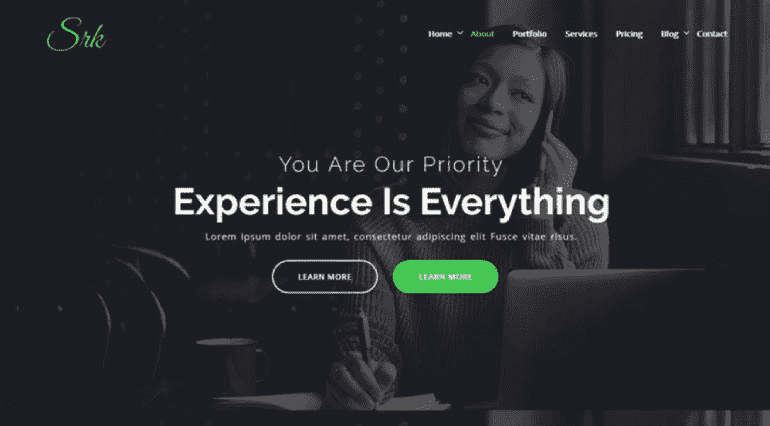 Srk
Home About Portfolio Services Pricing Blog Contact
You Are Our Priority
Experience Is Everything
Lorem ipsum dolor sit amet, consectetur adipiscing elit Fusce vitae risus.
LEARN MORE LEARN MORE